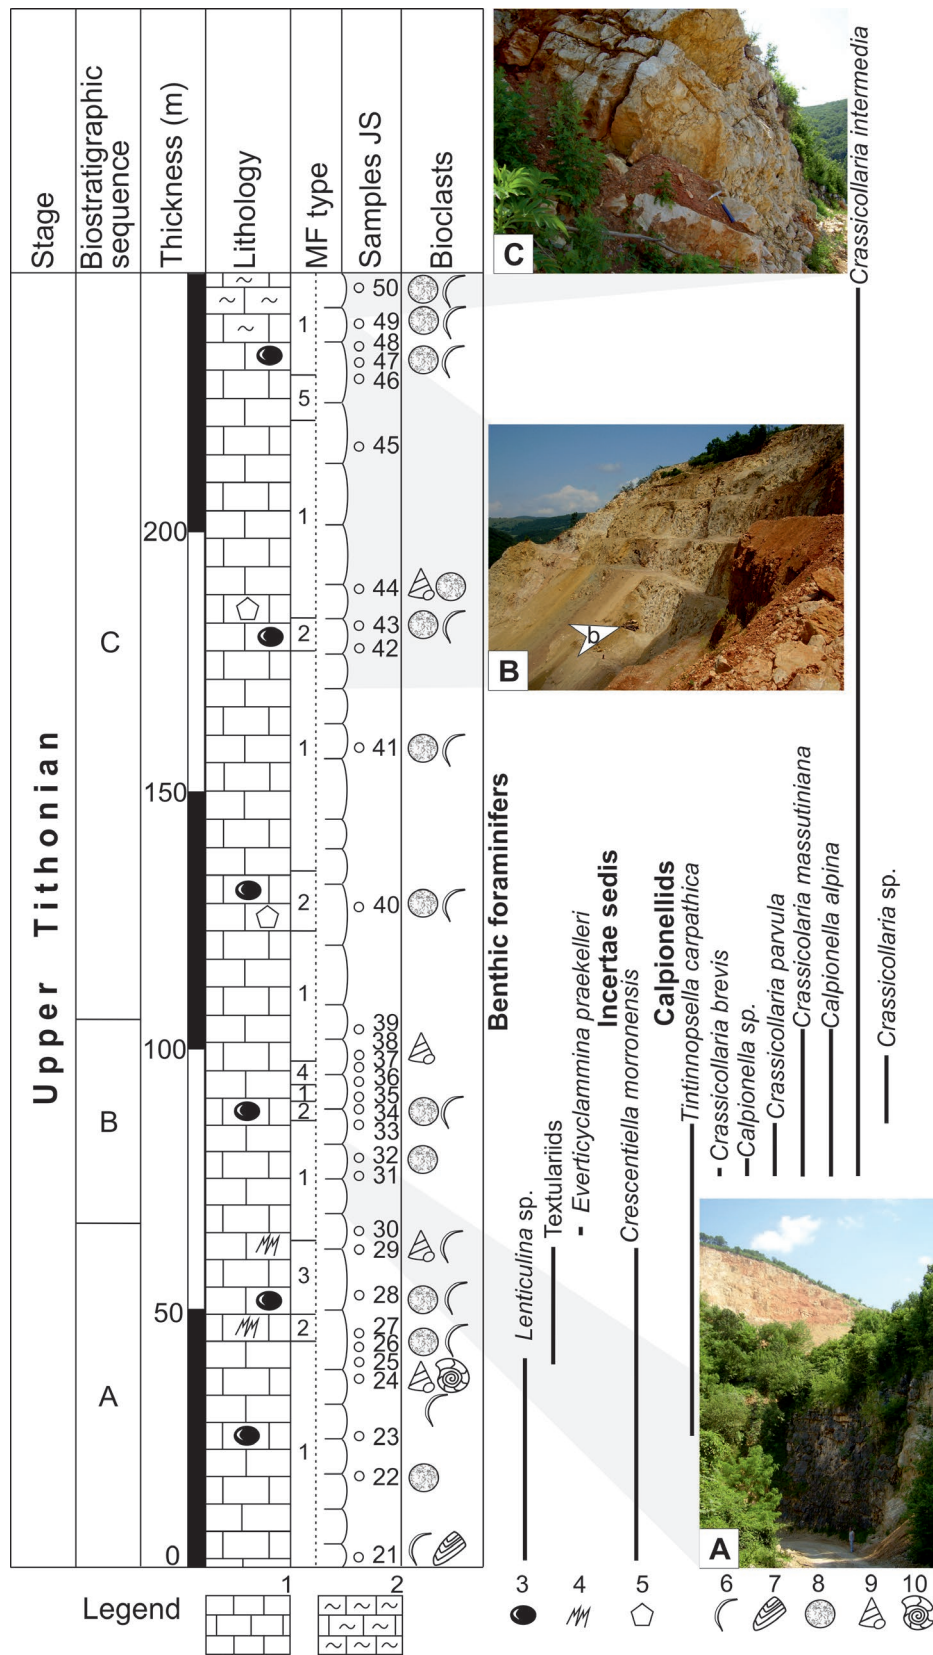 Stage
Biostratigraphic
sequence
Thickness (m)
Lithology
MF type
Samples JS
Bioclasts
Upper Tithonian
C
B
A
200
150
100
50
0
1
5
1
2
1
2
1
4
1
2
1
3
2
1
50
49
48
47
46
45
44
43
42
41
40
39
38
37
36
35
34
33
32
31
30
29
28
27
26
25
24
23
22
21
C
B
b
A
Benthic foraminifers
Lenticulina sp.
Textulariids
Everticyclammina praekelleri
Incertae sedis
Crescentiella morronensis
Calpionellids
Tintinnopsella carpathica
Crassicollaria brevis
Calpionella sp.
Crassicollaria parvula
Crassicolaria massutiniana
Calpionella alpina
Crassicollaria intermedia
Crassicollaria sp.
Legend
1
2
3
4
5
6
7
8
9
10